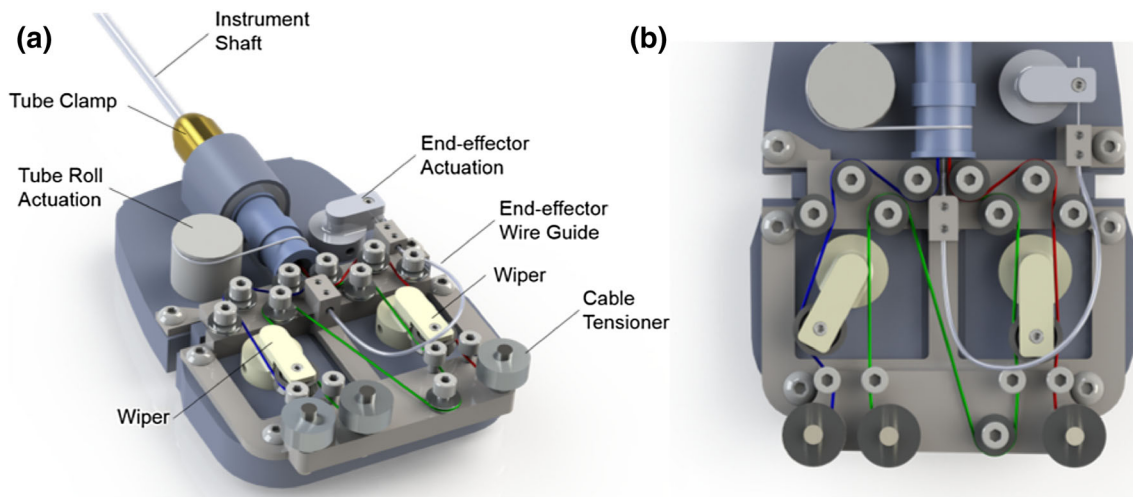 (a)
Instrument
Shaft
Tube Clamp
Tube Roll
Actuation
End-effector
Actuation
End-effector
Wire Guide
Wiper
Cable
Tensioner
Wiper
(b)